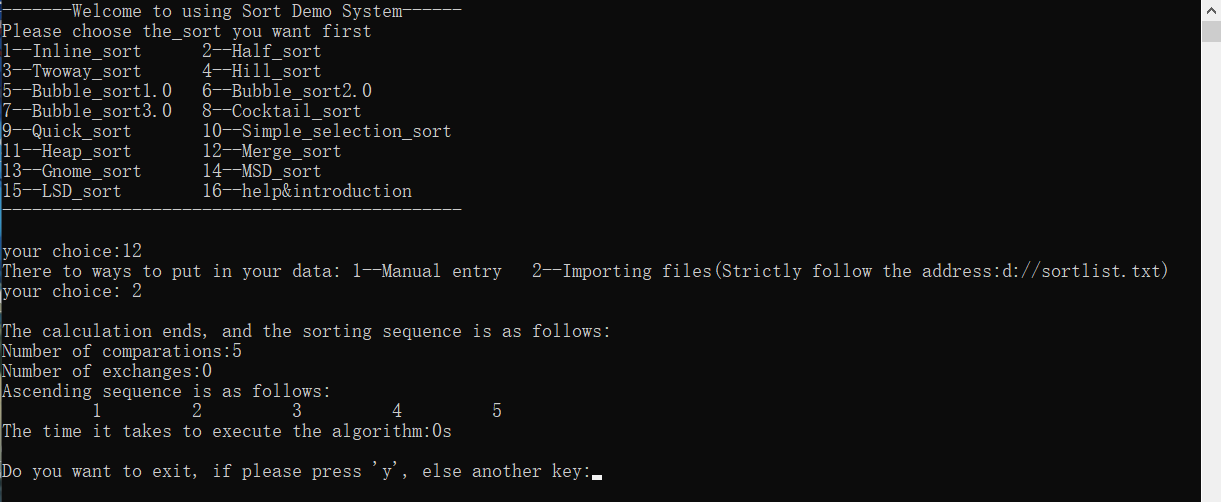 -------Welcome to using Sort Demo System------
Please choose the_sort you want first
1--Inline_sort      2--Half_sort
3--Twoway_sort      4--Hill_sort
5--Bubble_sort1.0   6--Bubble_sort2.0
7--Bubble_sort3.0   8--Cocktail_sort
9--Quick_sort       10--Simple_selection_sort
11--Heap_sort       12--Merge_sort
13--Gnome_sort      14--MSD_sort
15--LSD_sort        16--help&introduction
----------------------------------------------
your choice:12
There to ways to put in your data: 1--Manual entry   2--Importing files(Strictly follow the address:d://sortlist.txt)
your choice: 2
The calculation ends, and the sorting sequence is as follows:
Number of comparations:5
Number of exchanges:0
Ascending sequence is as follows:
         1         2         3         4         5
The time it takes to execute the algorithm:0s
Do you want to exit, if please press 'y', else another key: